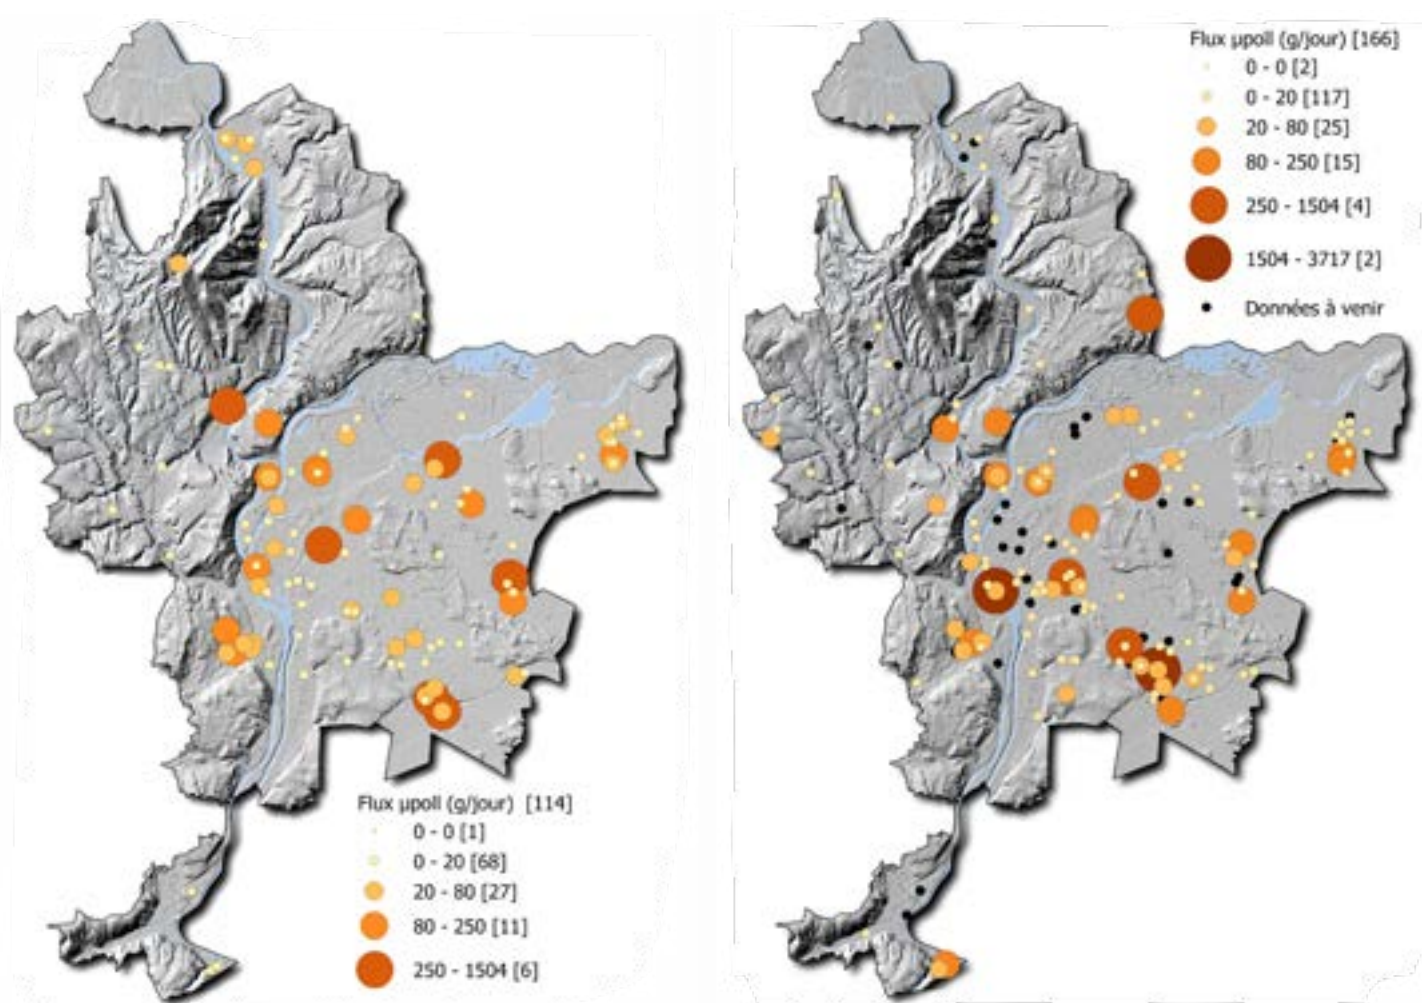 Flux µpoll (g/jour) [166]
0 - 0 [2]
0 - 20 [117]
20 - 80 [25]
80 - 250 [15]
250 - 1504 [4]
1504 - 3717 [2]
Données à venir
Flux µpoll (g/jour) [114]
0 - 0 [1]
0 - 20 [68]
20 - 80 [27]
80 - 250 [11]
250 - 1504 [6]